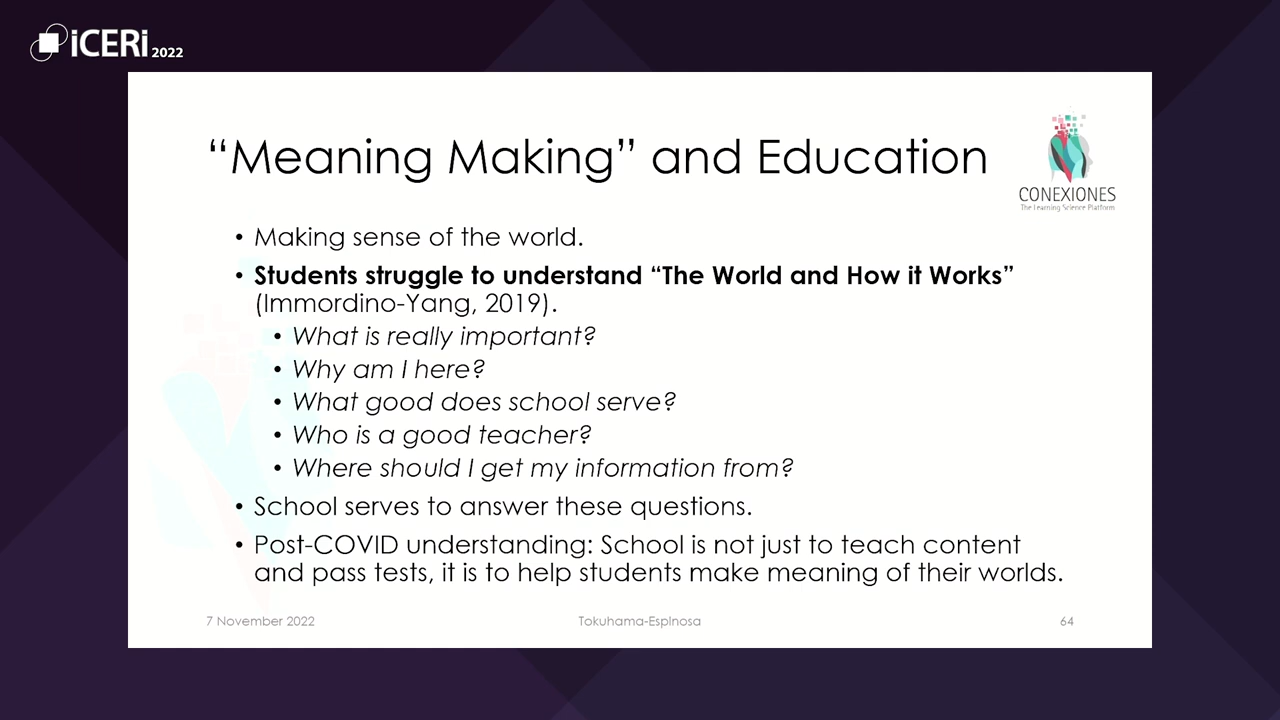 iCERi 2022
“Meaning Making” and Education
CONEXIONES
The Learning Science Platform
• Making sense of the world.
• Students struggle to understand “The World and How it Works”
(Immordino-Yang, 2019).
• What is really important?
• Why am I here?
• What good does school serve?
• Who is a good teacher?
• Where should I get my information from?
• School serves to answer these questions.
• Post-COVID understanding: School is not just to teach content
and pass tests, it is to help students make meaning of their worlds.
7 November 2022
Tokuhama-Espinosa
64